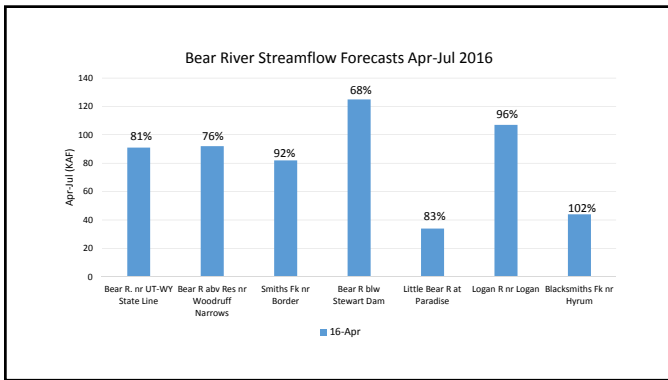 Bear River Streamflow Forecasts Apr-Jul 2016
Apr-Jul (KAF)
140
120
100
80
60
40
20
0
81%
76%
92%
68%
83%
96%
102%
Bear R. nr UT-WY
State Line
Bear R abv Res nr
Woodruff
Narrows
Smiths Fk nr
Border
Bear R blw
Stewart Dam
Little Bear R at
Paradise
Logan R nr Logan
Blacksmiths Fk nr
Hyrum
16-Apr